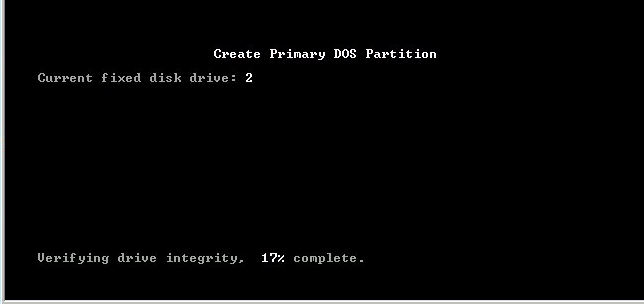 Create Primary DOS Partition
Current fixed disk drive: 2
Verifying drive integrity, 17% complete.